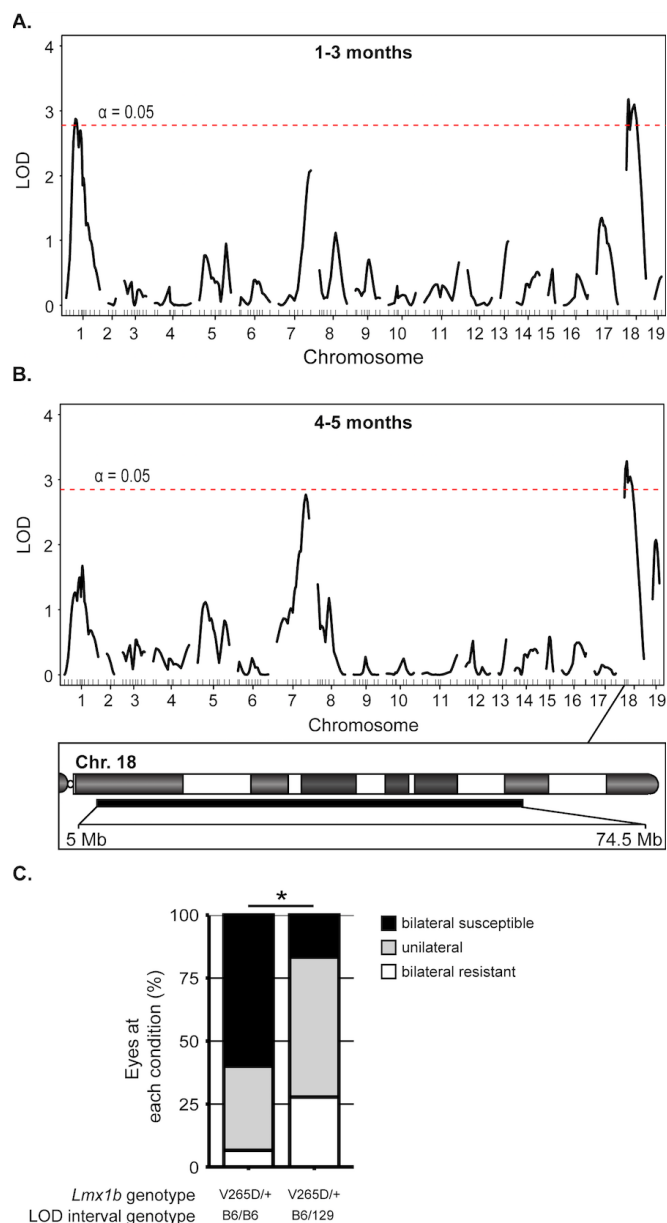 A.
1-3 months
4
3
2
1
0
LOD
α = 0.05
1 2 3 4 5 6 7 8 9 10 11 12 13 14 15 16 17 18 19
Chromosome
B.
4-5 months
4
3
2
1
0
LOD
α = 0.05
1 2 3 4 5 6 7 8 9 10 11 12 13 14 15 16 17 18 19
Chromosome
Chr. 18
5 Mb 74.5 Mb
C.
*
100
75
50
25
0
Eyes at
each condition (%)
bilateral susceptible
unilateral
bilateral resistant
Lmx1b genotype V265D/+ V265D/+
LOD interval genotype B6/B6 B6/129